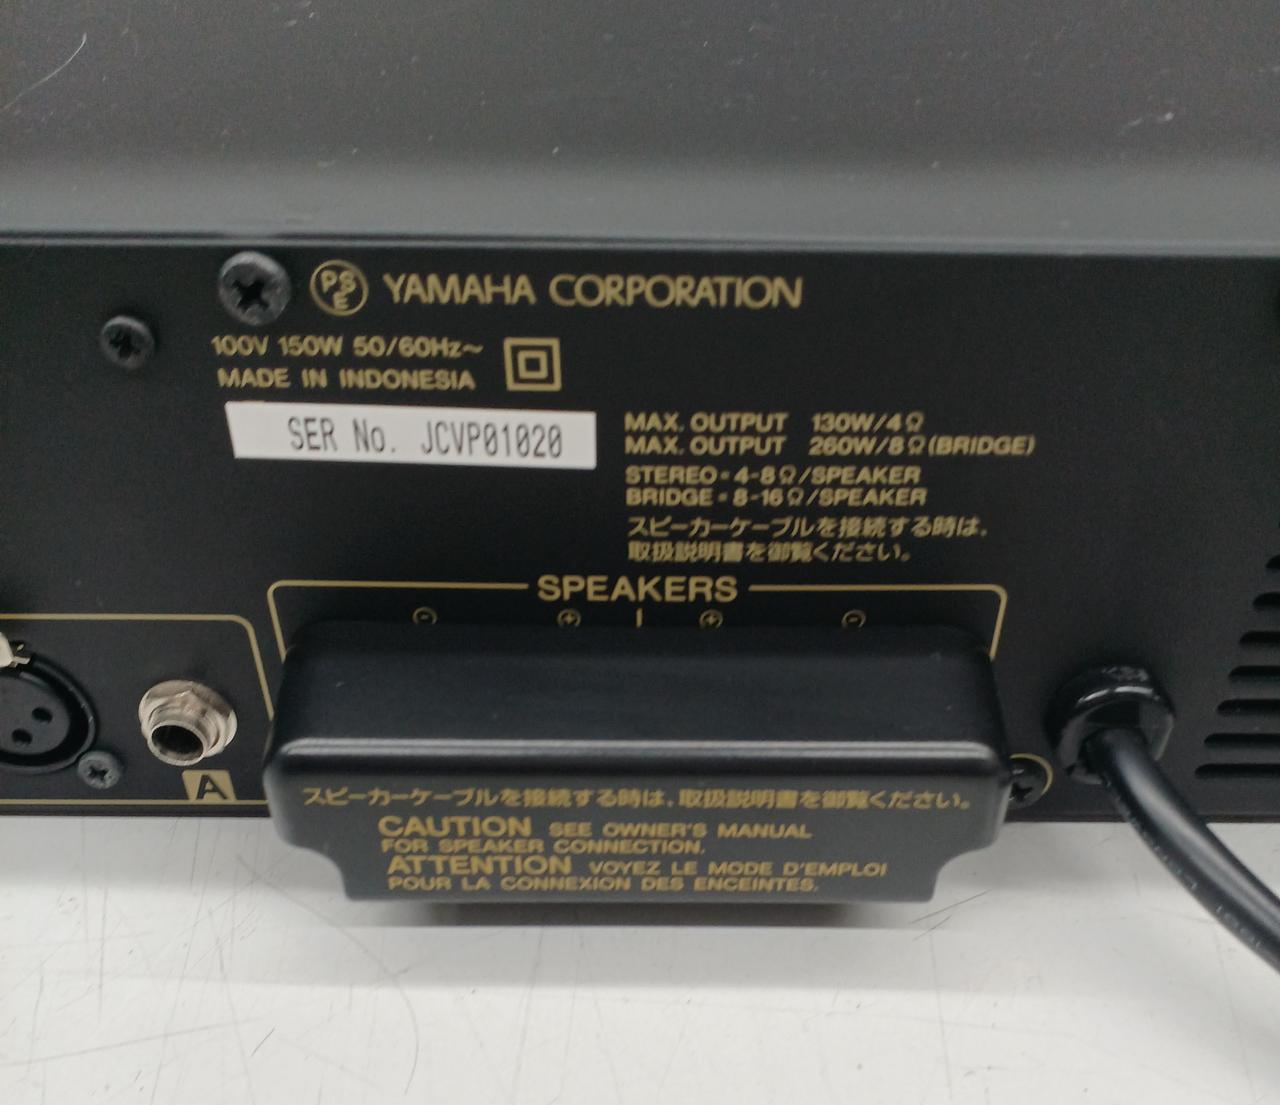 PSE YAMAHA CORPORATION
100V 150W 50/60Hz~
MADE IN INDONESIA
SER No. JCVP01020
MAX. OUTPUT 130W/4Ω
MAX. OUTPUT 260W/8Ω(BRIDGE)
STEREO=4-8Ω/SPEAKER
BRIDGE=8-16Ω/SPEAKER
スピーカーケーブルを接続する時は、
取扱説明書を御覧ください。
SPEAKERS
A
スピーカーケーブルを接続する時は、取扱説明書を御覧ください。
CAUTION SEE OWNER'S MANUAL
FOR SPEAKER CONNECTION.
ATTENTION VOYEZ LE MODE D'EMPLOI
POUR LA CONNEXION DES ENCEINTES.